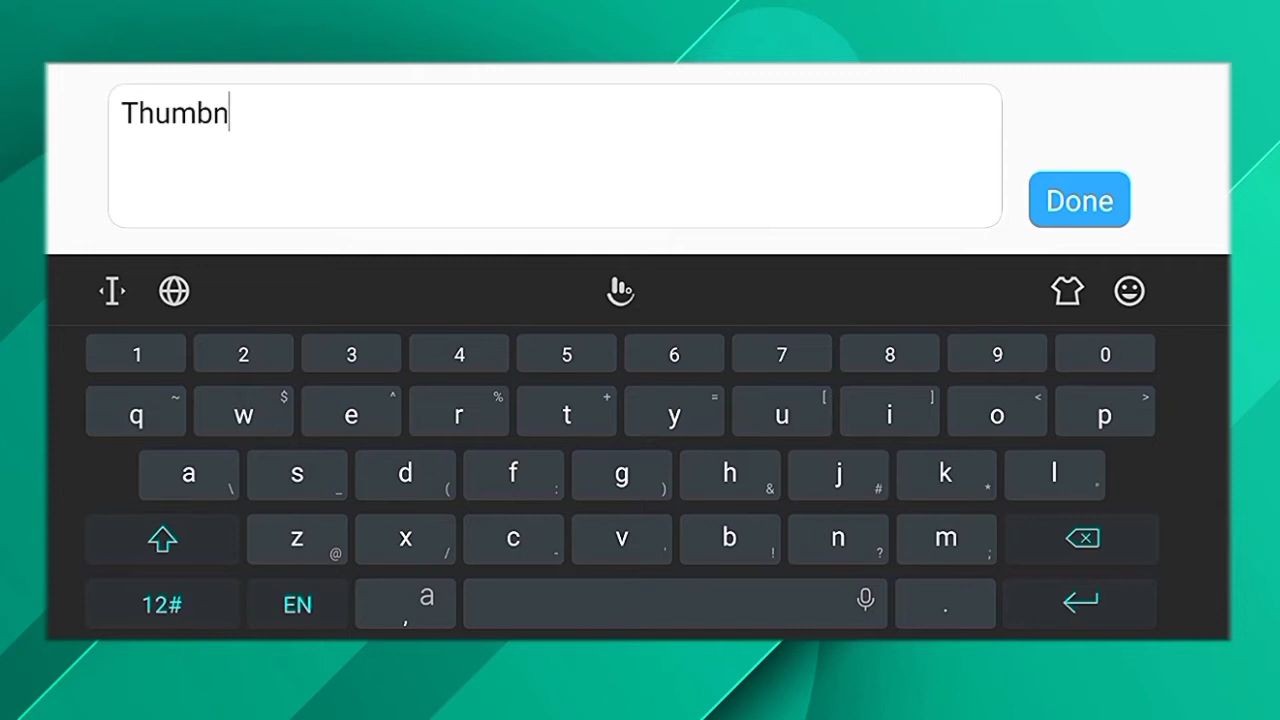 Thumbn
Done
1 2 3 4 5 6 7 8 9 0
q ~ w $ e ^ r % t + y = u [ i ] o < p >
a \ s _ d ( f : g ) h & j # k * l "
z @ x / c - v ' b ! n ? m ;
12# EN , a .